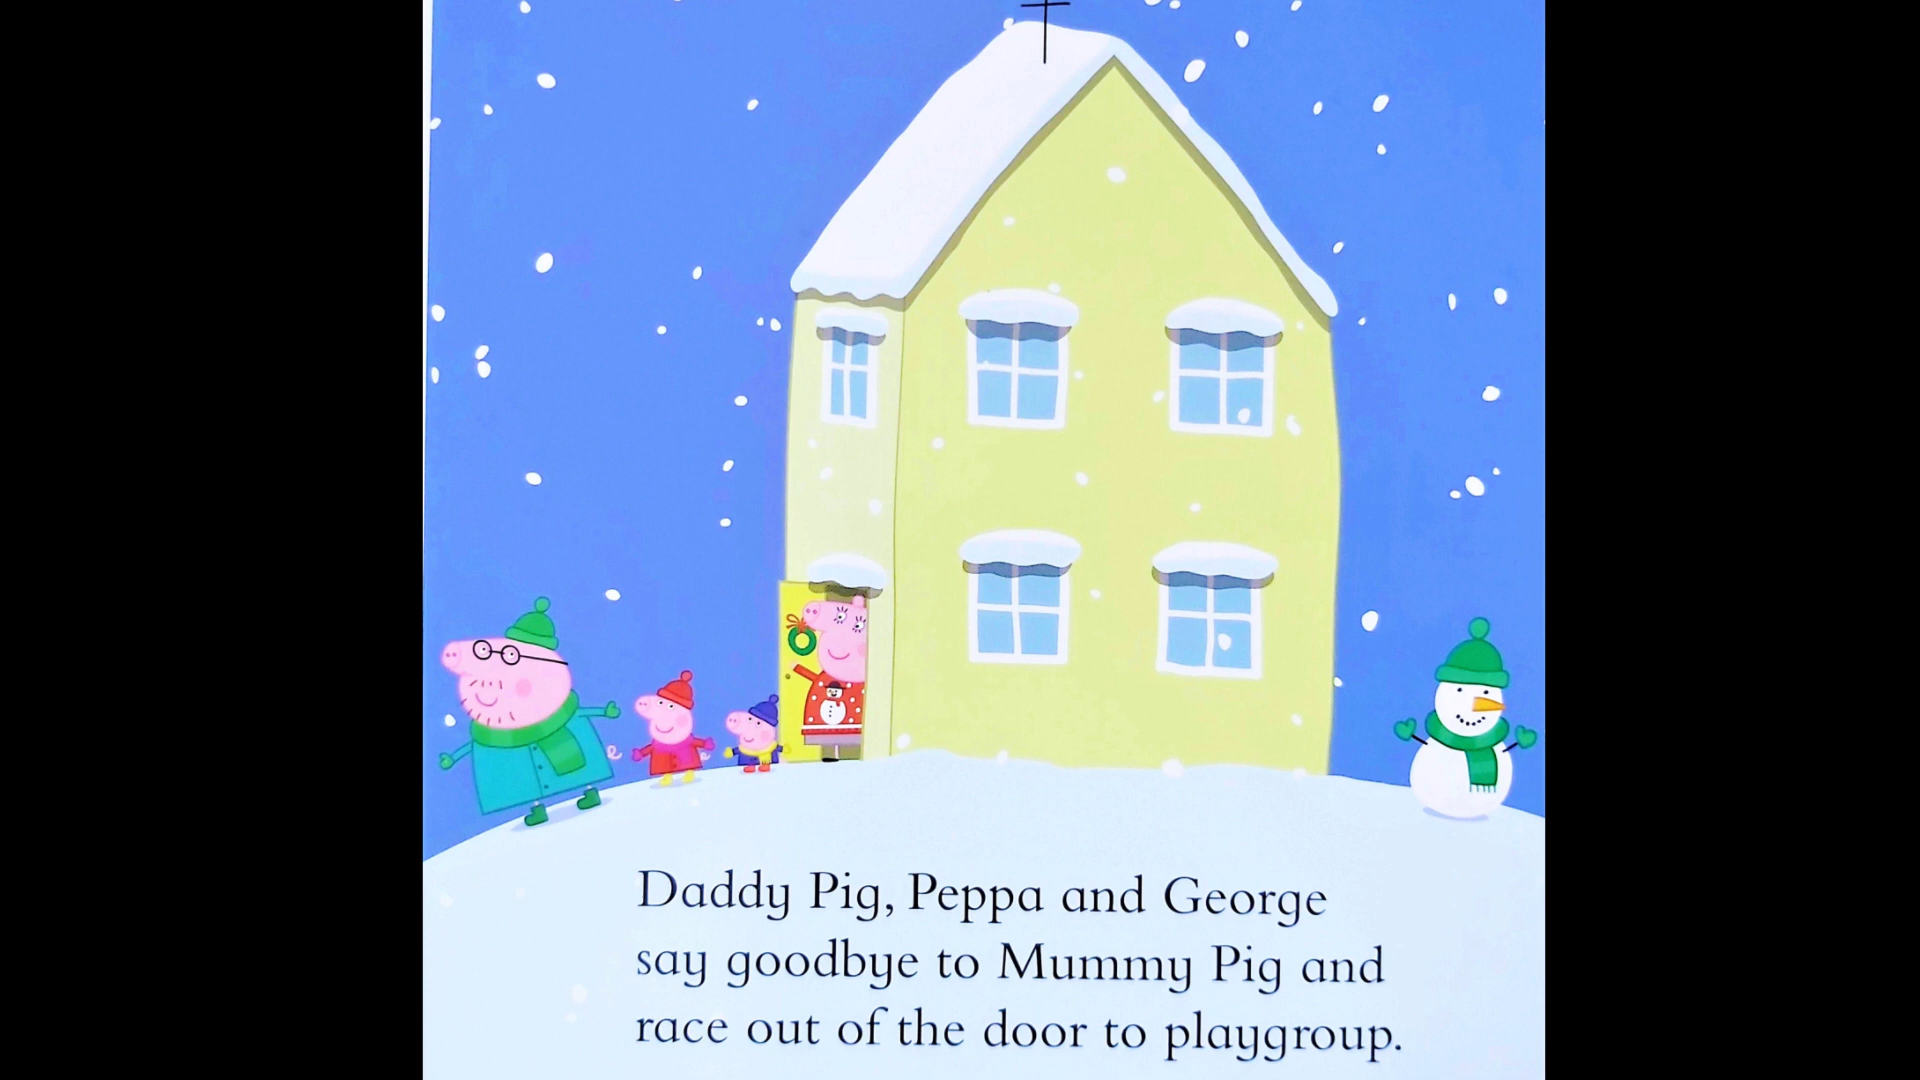 Daddy Pig, Peppa and George
say goodbye to Mummy Pig and
race out of the door to playgroup.